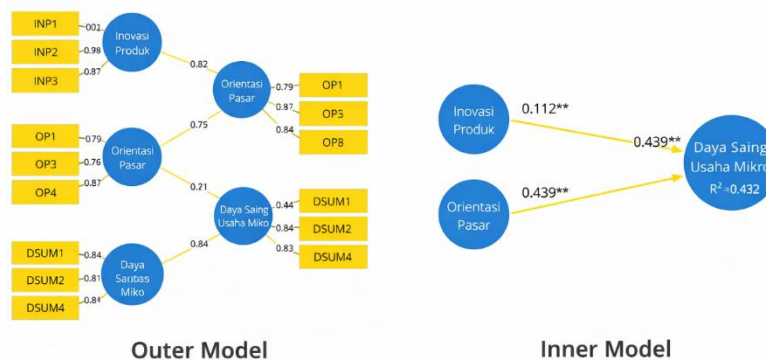 INP1
001
INP2
0.98
INP3
0.87
Inovasi
Produk
0.82
Orientasi
Pasar
0.79
OP1
0.87
OP5
0.84
OP8
0.75
OP1
0.79
OP3
0.76
OP4
0.87
Orientasi
Pasar
0.21
Daya Saing
Usaha Miko
0.44
DSUM1
0.84
DSUM2
0.83
DSUM4
0.84
DSUM1
0.84
DSUM2
0.81
DSUM4
Daya
Miko
Outer Model
Inovasi
Produk
0.112**
0.439**
Daya Saing
Usaha Mikro
R² =0.432
Orientasi
Pasar
0.439**
Inner Model